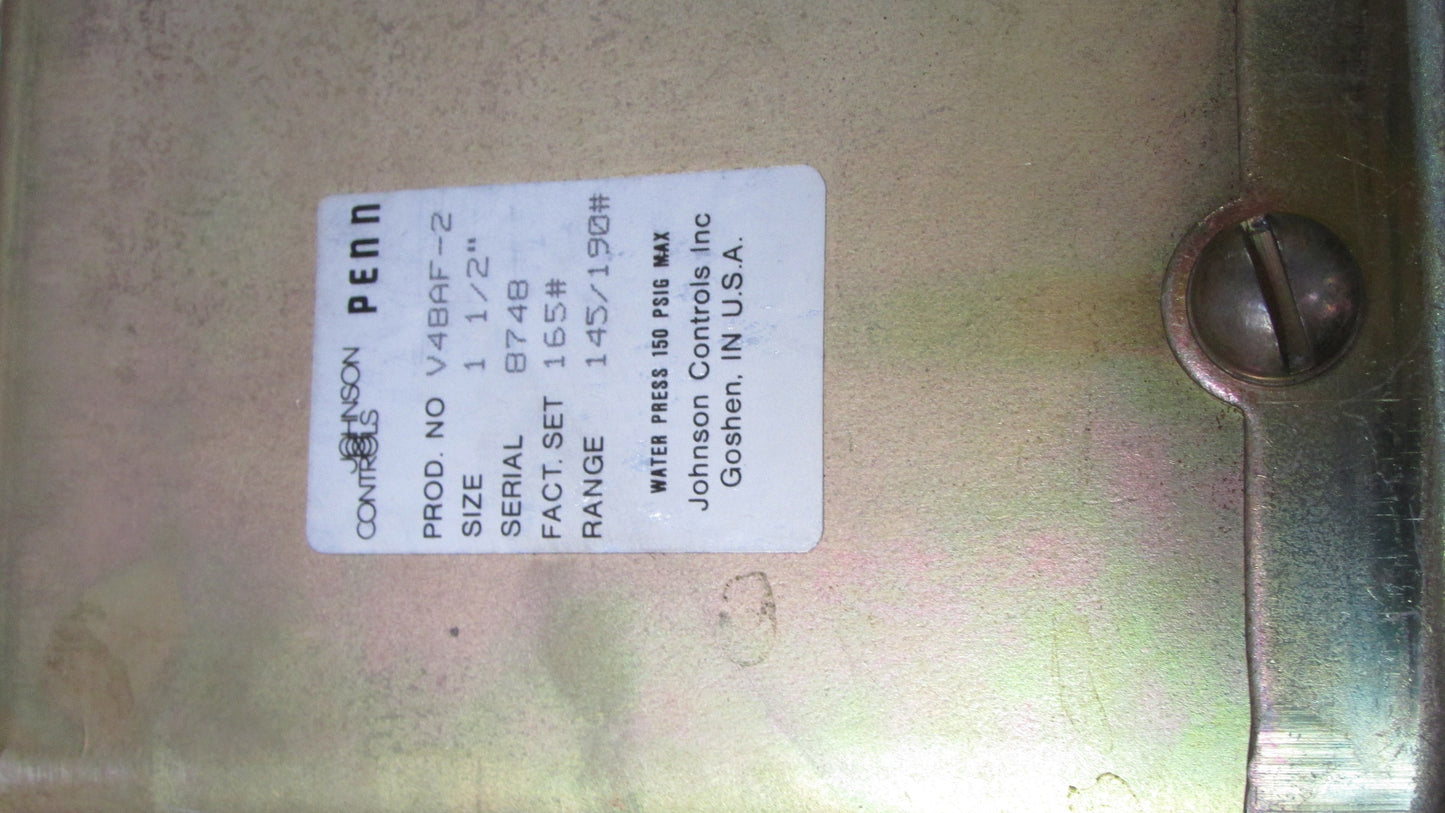 JOHNSON
CONTROLS PENN
PROD. NO V48AF-2
SIZE 1 1/2"
SERIAL 8748
FACT. SET 165#
RANGE 145/190#
WATER PRESS 150 PSIG MAX
Johnson Controls Inc
Goshen, IN U.S.A.